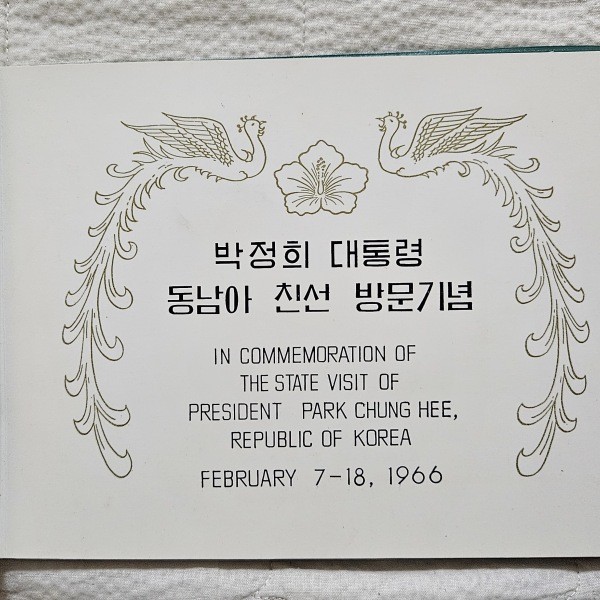 박정희 대통령
동남아 친선 방문기념
IN COMMEMORATION OF
THE STATE VISIT OF
PRESIDENT PARK CHUNG HEE,
REPUBLIC OF KOREA
FEBRUARY 7-18, 1966